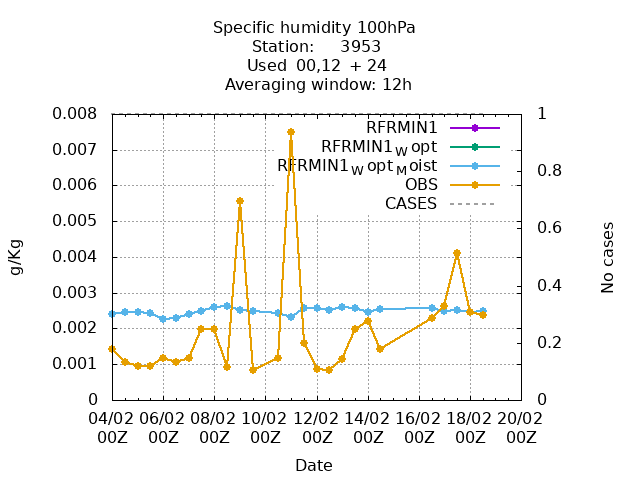 Specific humidity 100hPa
Station: 3953
Used 00,12 + 24
Averaging window: 12h
0.008
0.007
0.006
0.005
0.004
0.003
0.002
0.001
0
1
0.8
0.6
0.4
0.2
0
g/Kg
No cases
RFRMIN1
RFRMIN1_W opt
RFRMIN1_W opt_M oist
OBS
CASES
04/02 06/02 08/02 10/02 12/02 14/02 16/02 18/02 20/02
00Z 00Z 00Z 00Z 00Z 00Z 00Z 00Z 00Z
Date